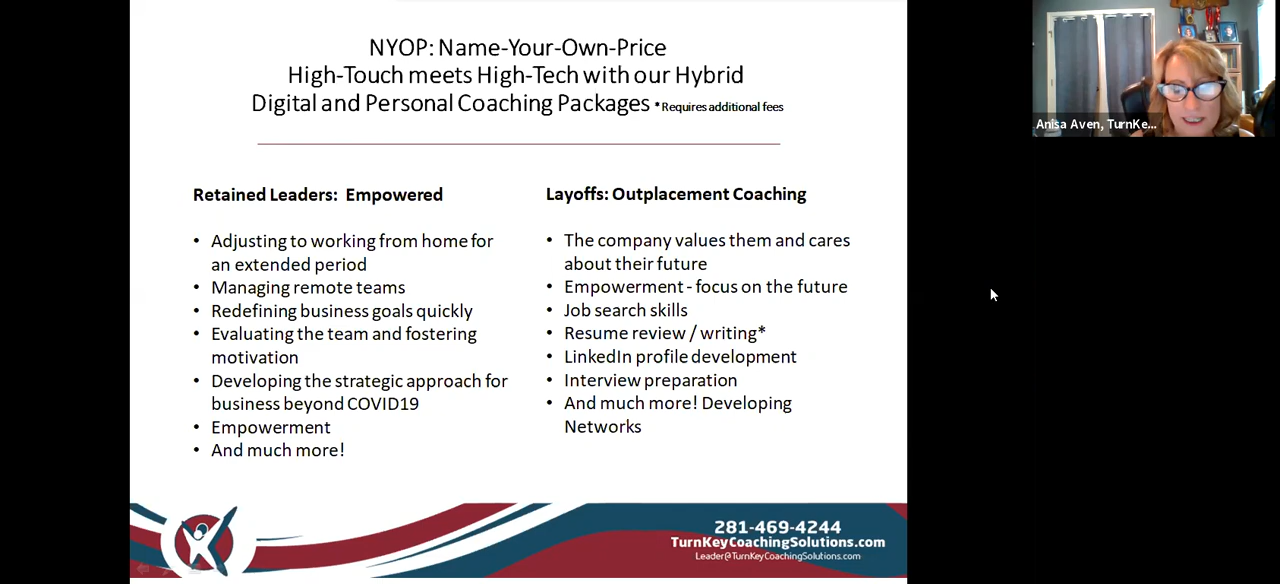 NYOP: Name-Your-Own-Price
High-Touch meets High-Tech with our Hybrid
Digital and Personal Coaching Packages *Requires additional fees
Retained Leaders: Empowered
• Adjusting to working from home for
an extended period
• Managing remote teams
• Redefining business goals quickly
• Evaluating the team and fostering
motivation
• Developing the strategic approach for
business beyond COVID19
• Empowerment
• And much more!
Layoffs: Outplacement Coaching
• The company values them and cares
about their future
• Empowerment - focus on the future
• Job search skills
• Resume review / writing*
• LinkedIn profile development
• Interview preparation
• And much more! Developing
Networks
281-469-4244
TurnKeyCoachingSolutions.com
Leader@TurnKeyCoachingSolutions.com
Anisa Aven, TurnKe...